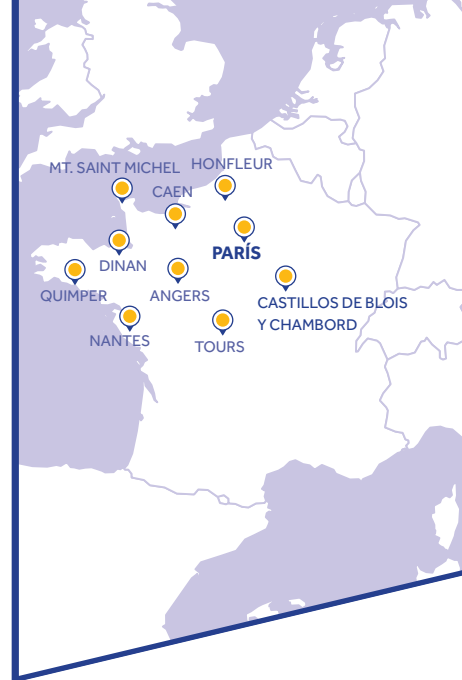 MT. SAINT MICHEL
HONFLEUR
CAEN
PARÍS
DINAN
QUIMPER
ANGERS
CASTILLOS DE BLOIS
Y CHAMBORD
NANTES
TOURS